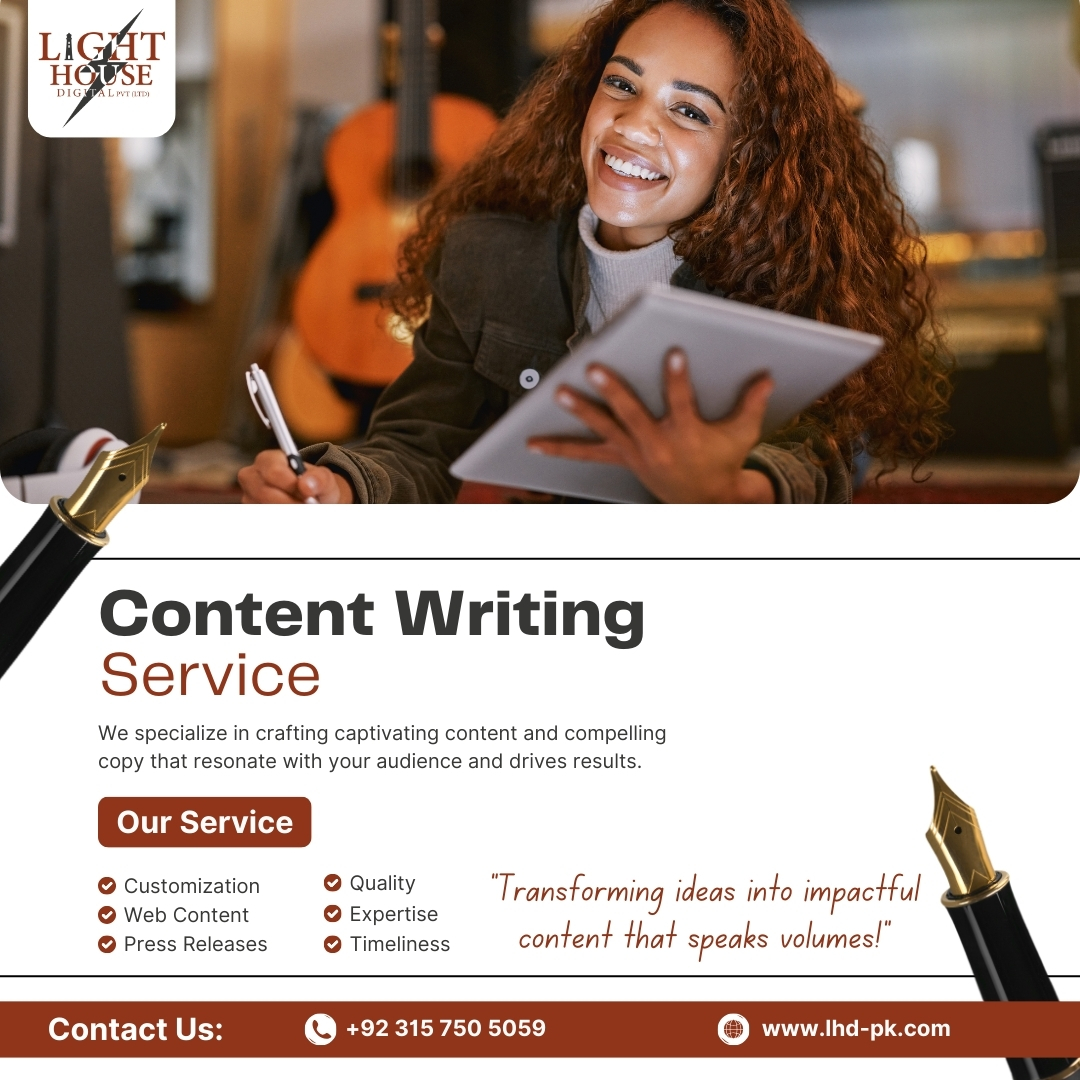 LIGHT
HOUSE
DIGITAL PVT (LTD)
Content Writing
Service
We specialize in crafting captivating content and compelling
copy that resonate with your audience and drives results.
Our Service
Customization
Web Content
Press Releases
Quality
Expertise
Timeliness
"Transforming ideas into impactful
content that speaks volumes!"
Contact Us: +92 315 750 5059 www.lhd-pk.com